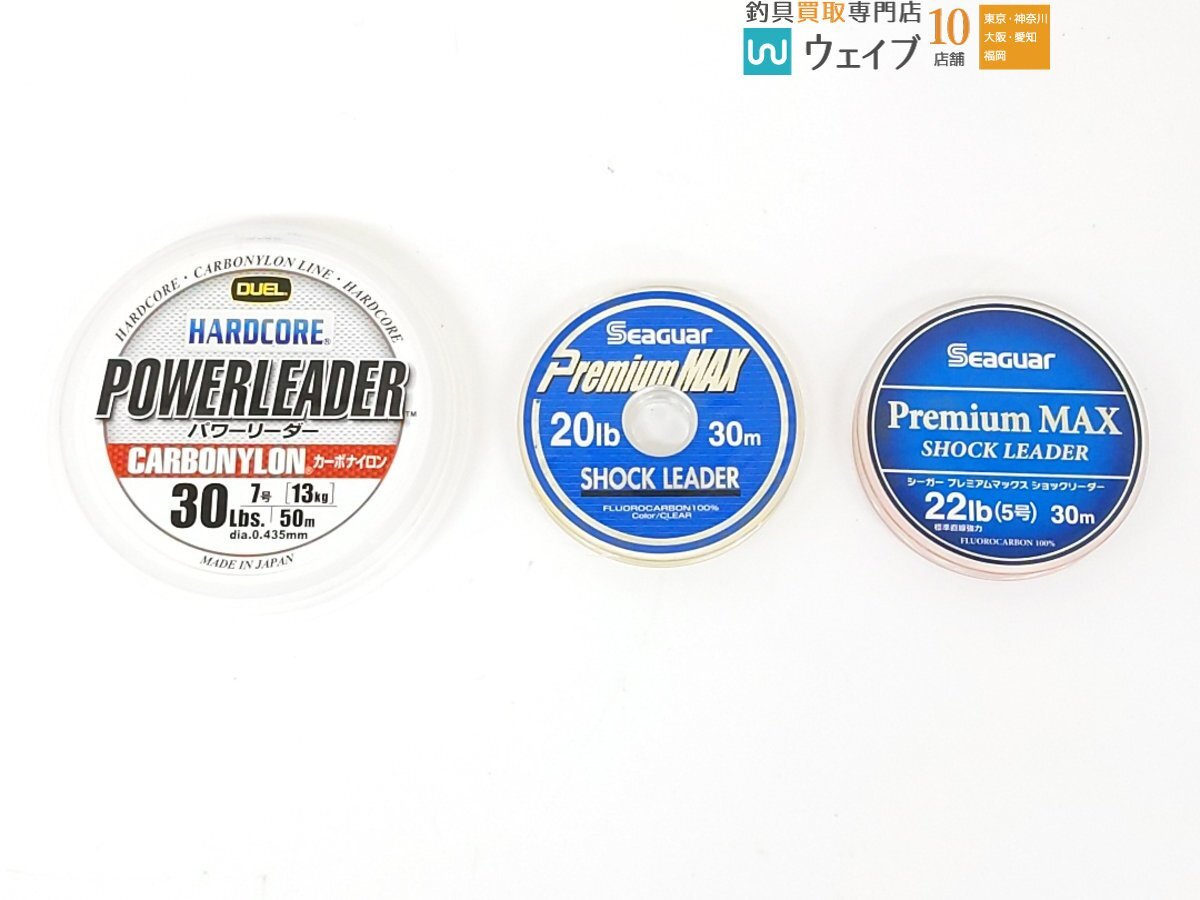 釣具買取専門店
ウェイブ
10
店舗
東京・神奈川
大阪・愛知
福岡
HARDCORE・CARBONYLON LINE・HARDCORE
DUEL
HARDCORE®
POWERLEADER™
パワーリーダー
CARBONYLON® カーボナイロン
30Lbs.
7号 [13kg]
50m
dia.0.435mm
MADE IN JAPAN
Seaguar
Premium MAX
20lb 30m
SHOCK LEADER
FLUOROCARBON100%
Color/CLEAR
Seaguar
Premium MAX
SHOCK LEADER
シーガー プレミアムマックス ショックリーダー
22lb(5号) 30m
標準直線強力
FLUOROCARBON 100%